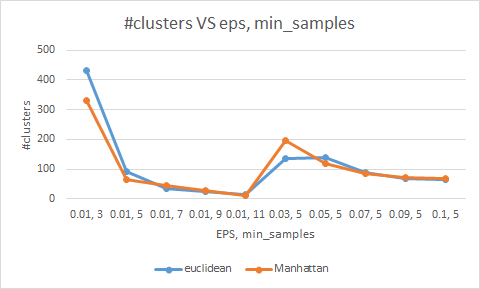 #clusters VS eps, min_samples
500
400
300
200
100
0
#clusters
0.01, 3 0.01, 5 0.01, 7 0.01, 9 0.01, 11 0.03, 5 0.05, 5 0.07, 5 0.09, 5 0.1, 5
EPS, min_samples
euclidean Manhattan